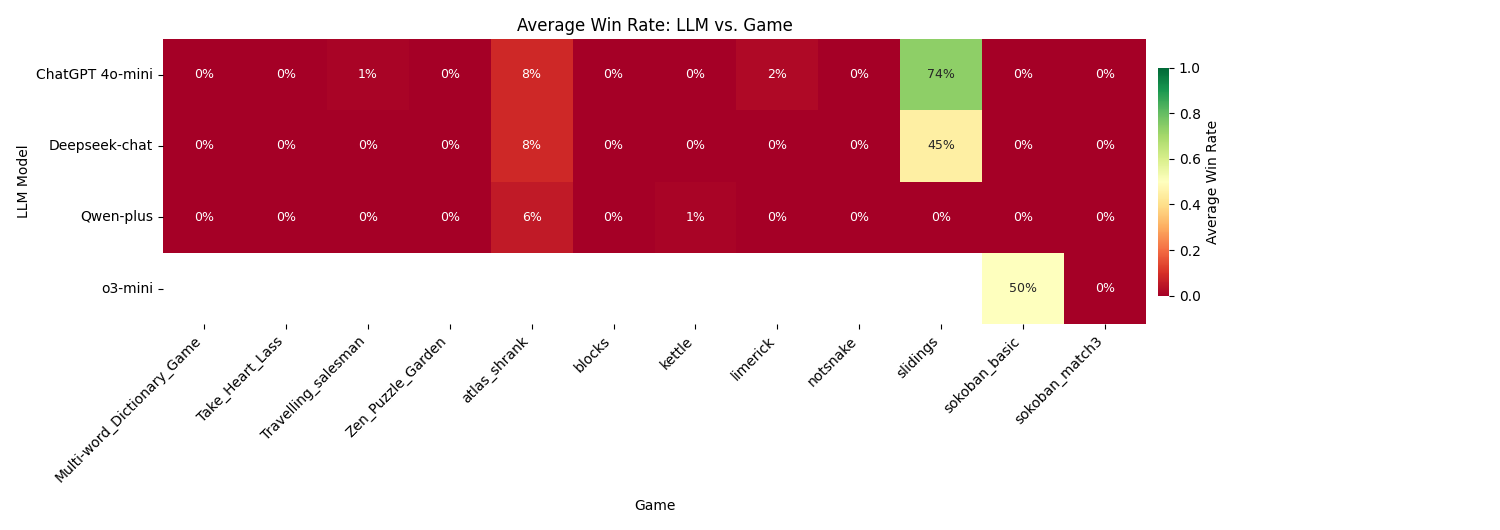 Average Win Rate: LLM vs. Game
LLM Model
ChatGPT 4o-mini 0% 0% 1% 0% 8% 0% 0% 2% 0% 74% 0% 0%
Deepseek-chat 0% 0% 0% 0% 8% 0% 0% 0% 0% 45% 0% 0%
Qwen-plus 0% 0% 0% 0% 6% 0% 1% 0% 0% 0% 0% 0%
o3-mini 50% 0%
Multi-word_Dictionary_Game
Take_Heart_Lass
Travelling_salesman
Zen_Puzzle_Garden
atlas_shrank
blocks
kettle
limerick
notsnake
slidings
sokoban_basic
sokoban_match3
Game
1.0
0.8
0.6
0.4
0.2
0.0
Average Win Rate